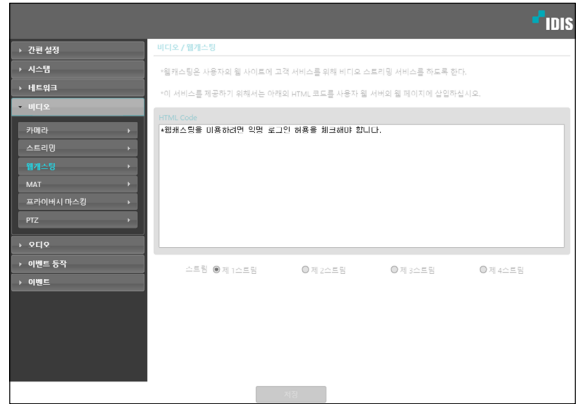 IDIS
간편 설정
시스템
네트워크
비디오
카메라
스트리밍
웹캐스팅
MAT
프라이버시 마스킹
PTZ
오디오
이벤트 동작
이벤트
비디오 / 웹캐스팅
*웹캐스팅은 사용자의 웹 사이트에 고객 서비스를 위해 비디오 스트리밍 서비스를 하도록 한다.
*이 서비스를 제공하기 위해서는 아래의 HTML 코드를 사용자 웹 서버의 웹 페이지에 삽입하십시오.
HTML Code
*웹캐스팅을 이용하려면 익명 로그인 허용을 체크해야 합니다.
스트림 제 1스트림 제 2스트림 제 3스트림 제 4스트림